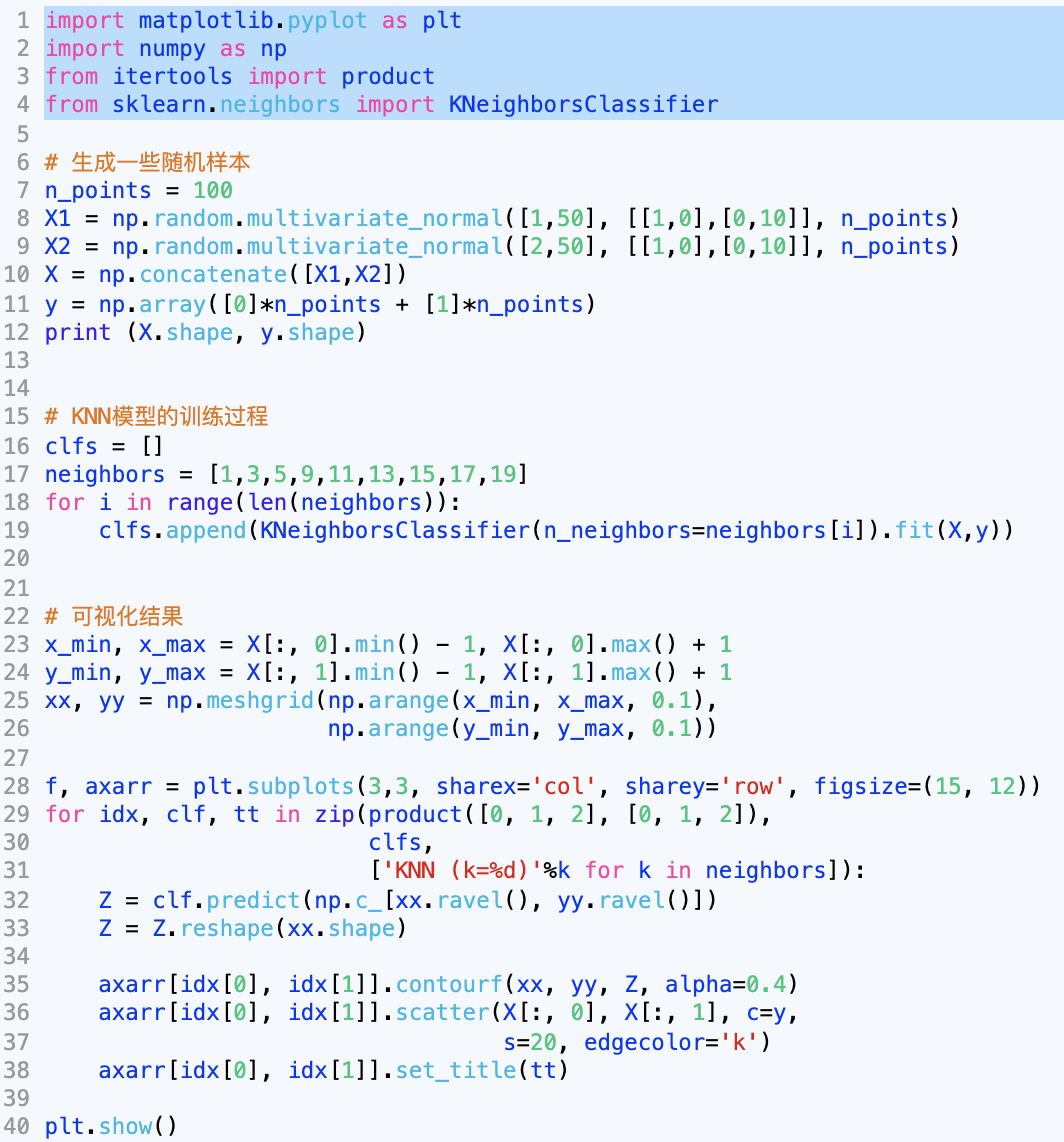 1 import matplotlib.pyplot as plt
2 import numpy as np
3 from itertools import product
4 from sklearn.neighbors import KNeighborsClassifier
5
6 # 生成一些随机样本
7 n_points = 100
8 X1 = np.random.multivariate_normal([1,50], [[1,0],[0,10]], n_points)
9 X2 = np.random.multivariate_normal([2,50], [[1,0],[0,10]], n_points)
10 X = np.concatenate([X1,X2])
11 y = np.array([0]*n_points + [1]*n_points)
12 print (X.shape, y.shape)
13
14
15 # KNN模型的训练过程
16 clfs = []
17 neighbors = [1,3,5,9,11,13,15,17,19]
18 for i in range(len(neighbors)):
19     clfs.append(KNeighborsClassifier(n_neighbors=neighbors[i]).fit(X,y))
20
21
22 # 可视化结果
23 x_min, x_max = X[:, 0].min() - 1, X[:, 0].max() + 1
24 y_min, y_max = X[:, 1].min() - 1, X[:, 1].max() + 1
25 xx, yy = np.meshgrid(np.arange(x_min, x_max, 0.1),
26                      np.arange(y_min, y_max, 0.1))
27
28 f, axarr = plt.subplots(3,3, sharex='col', sharey='row', figsize=(15, 12))
29 for idx, clf, tt in zip(product([0, 1, 2], [0, 1, 2]),
30                         clfs,
31                         ['KNN (k=%d)'%k for k in neighbors]):
32     Z = clf.predict(np.c_[xx.ravel(), yy.ravel()])
33     Z = Z.reshape(xx.shape)
34
35     axarr[idx[0], idx[1]].contourf(xx, yy, Z, alpha=0.4)
36     axarr[idx[0], idx[1]].scatter(X[:, 0], X[:, 1], c=y,
37                                   s=20, edgecolor='k')
38     axarr[idx[0], idx[1]].set_title(tt)
39
40 plt.show()